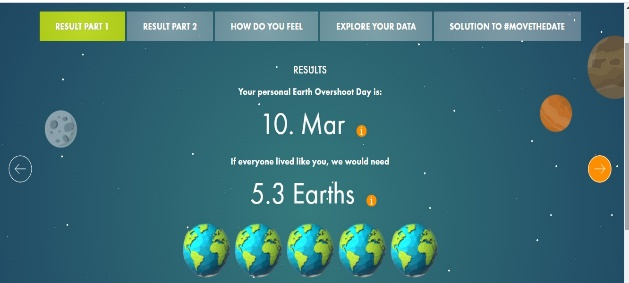 RESULT PART 1
RESULT PART 2
HOW DO YOU FEEL
EXPLORE YOUR DATA
SOLUTION TO #MOVETHEDATE
RESULTS
Your personal Earth Overshoot Day is:
10. Mar i
If everyone lived like you, we would need
5.3 Earths i